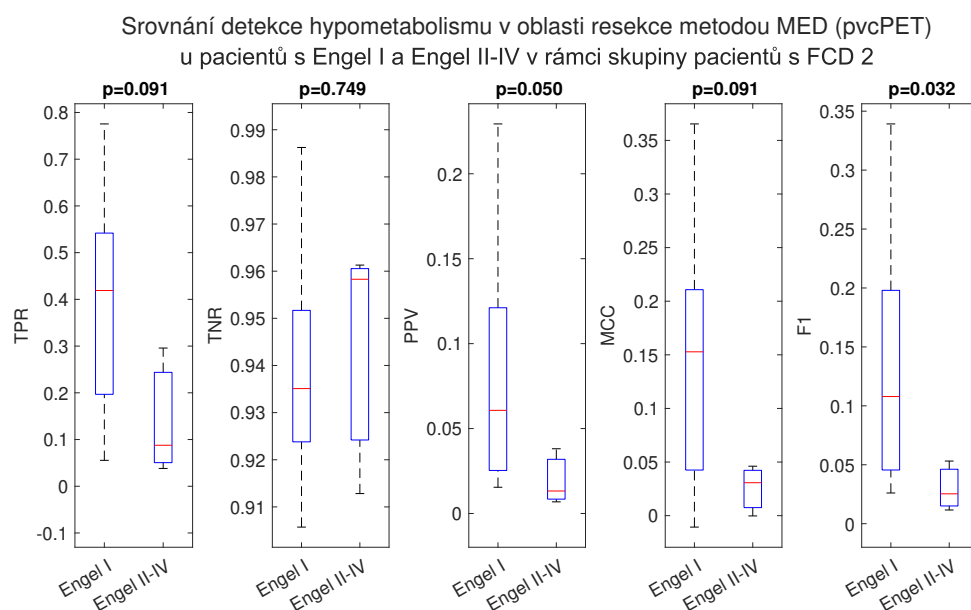 Srovnání detekce hypometabolismu v oblasti resekce metodou MED (pvcPET)
u pacientů s Engel I a Engel II-IV v rámci skupiny pacientů s FCD 2
p=0.091
TPR
0.8
0.7
0.6
0.5
0.4
0.3
0.2
0.1
0
-0.1
Engel I
Engel II-IV
p=0.749
TNR
0.99
0.98
0.97
0.96
0.95
0.94
0.93
0.92
0.91
Engel I
Engel II-IV
p=0.050
PPV
0.2
0.15
0.1
0.05
0
Engel I
Engel II-IV
p=0.091
MCC
0.35
0.3
0.25
0.2
0.15
0.1
0.05
0
Engel I
Engel II-IV
p=0.032
F1
0.35
0.3
0.25
0.2
0.15
0.1
0.05
0
Engel I
Engel II-IV